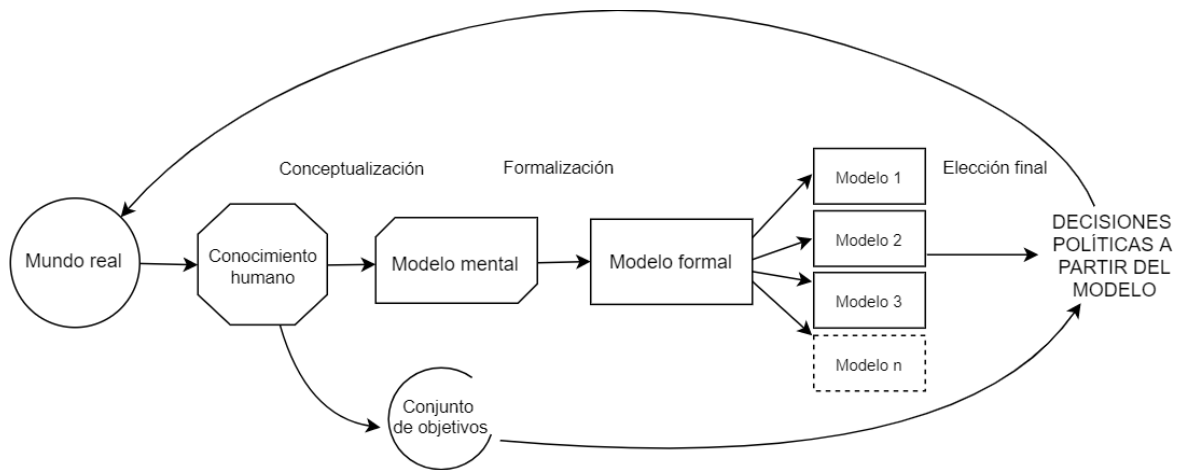 Conceptualización
Formalización
Elección final
Mundo real
Conocimiento
humano
Modelo mental
Modelo formal
Modelo 1
Modelo 2
Modelo 3
Modelo n
DECISIONES
POLÍTICAS A
PARTIR DEL
MODELO
Conjunto
de objetivos